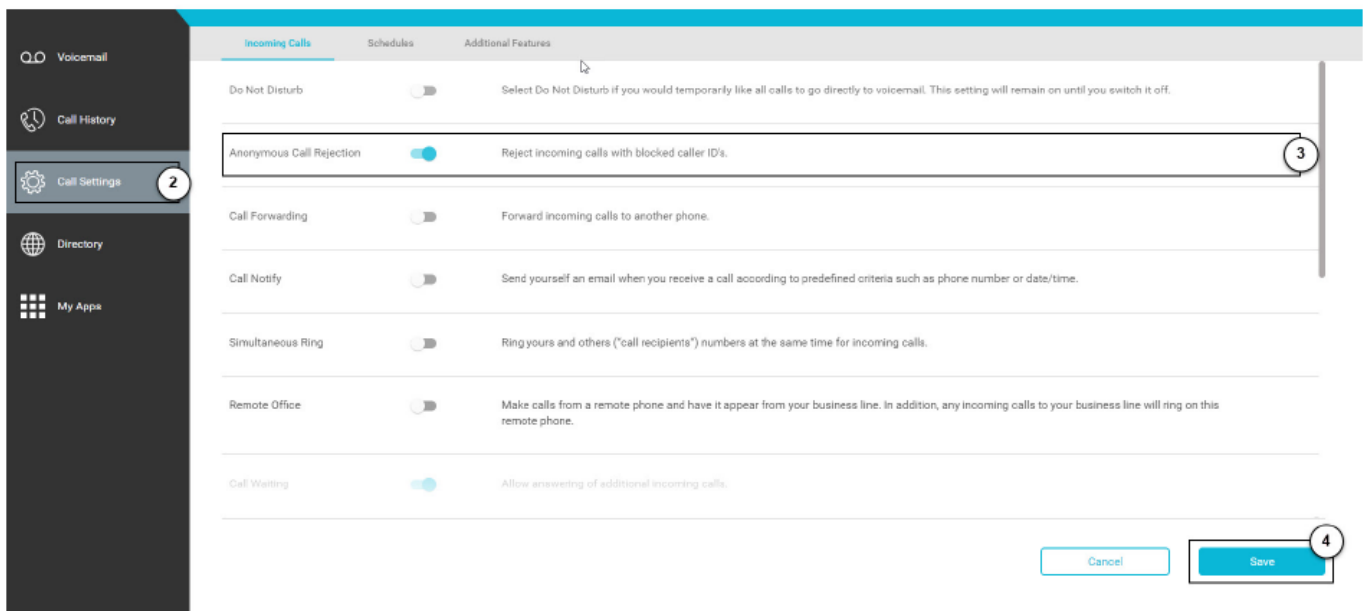 Voicemail
Call History
Call Settings
2
Directory
My Apps
Incoming Calls Schedules Additional Features
Do Not Disturb Select Do Not Disturb if you would temporarily like all calls to go directly to voicemail. This setting will remain on until you switch it off.
Anonymous Call Rejection Reject incoming calls with blocked caller ID's.
3
Call Forwarding Forward incoming calls to another phone.
Call Notify Send yourself an email when you receive a call according to predefined criteria such as phone number or date/time.
Simultaneous Ring Ring yours and others ("call recipients") numbers at the same time for incoming calls.
Remote Office Make calls from a remote phone and have it appear from your business line. In addition, any incoming calls to your business line will ring on this
remote phone.
Call Waiting Allow answering of additional incoming calls.
4
Cancel Save